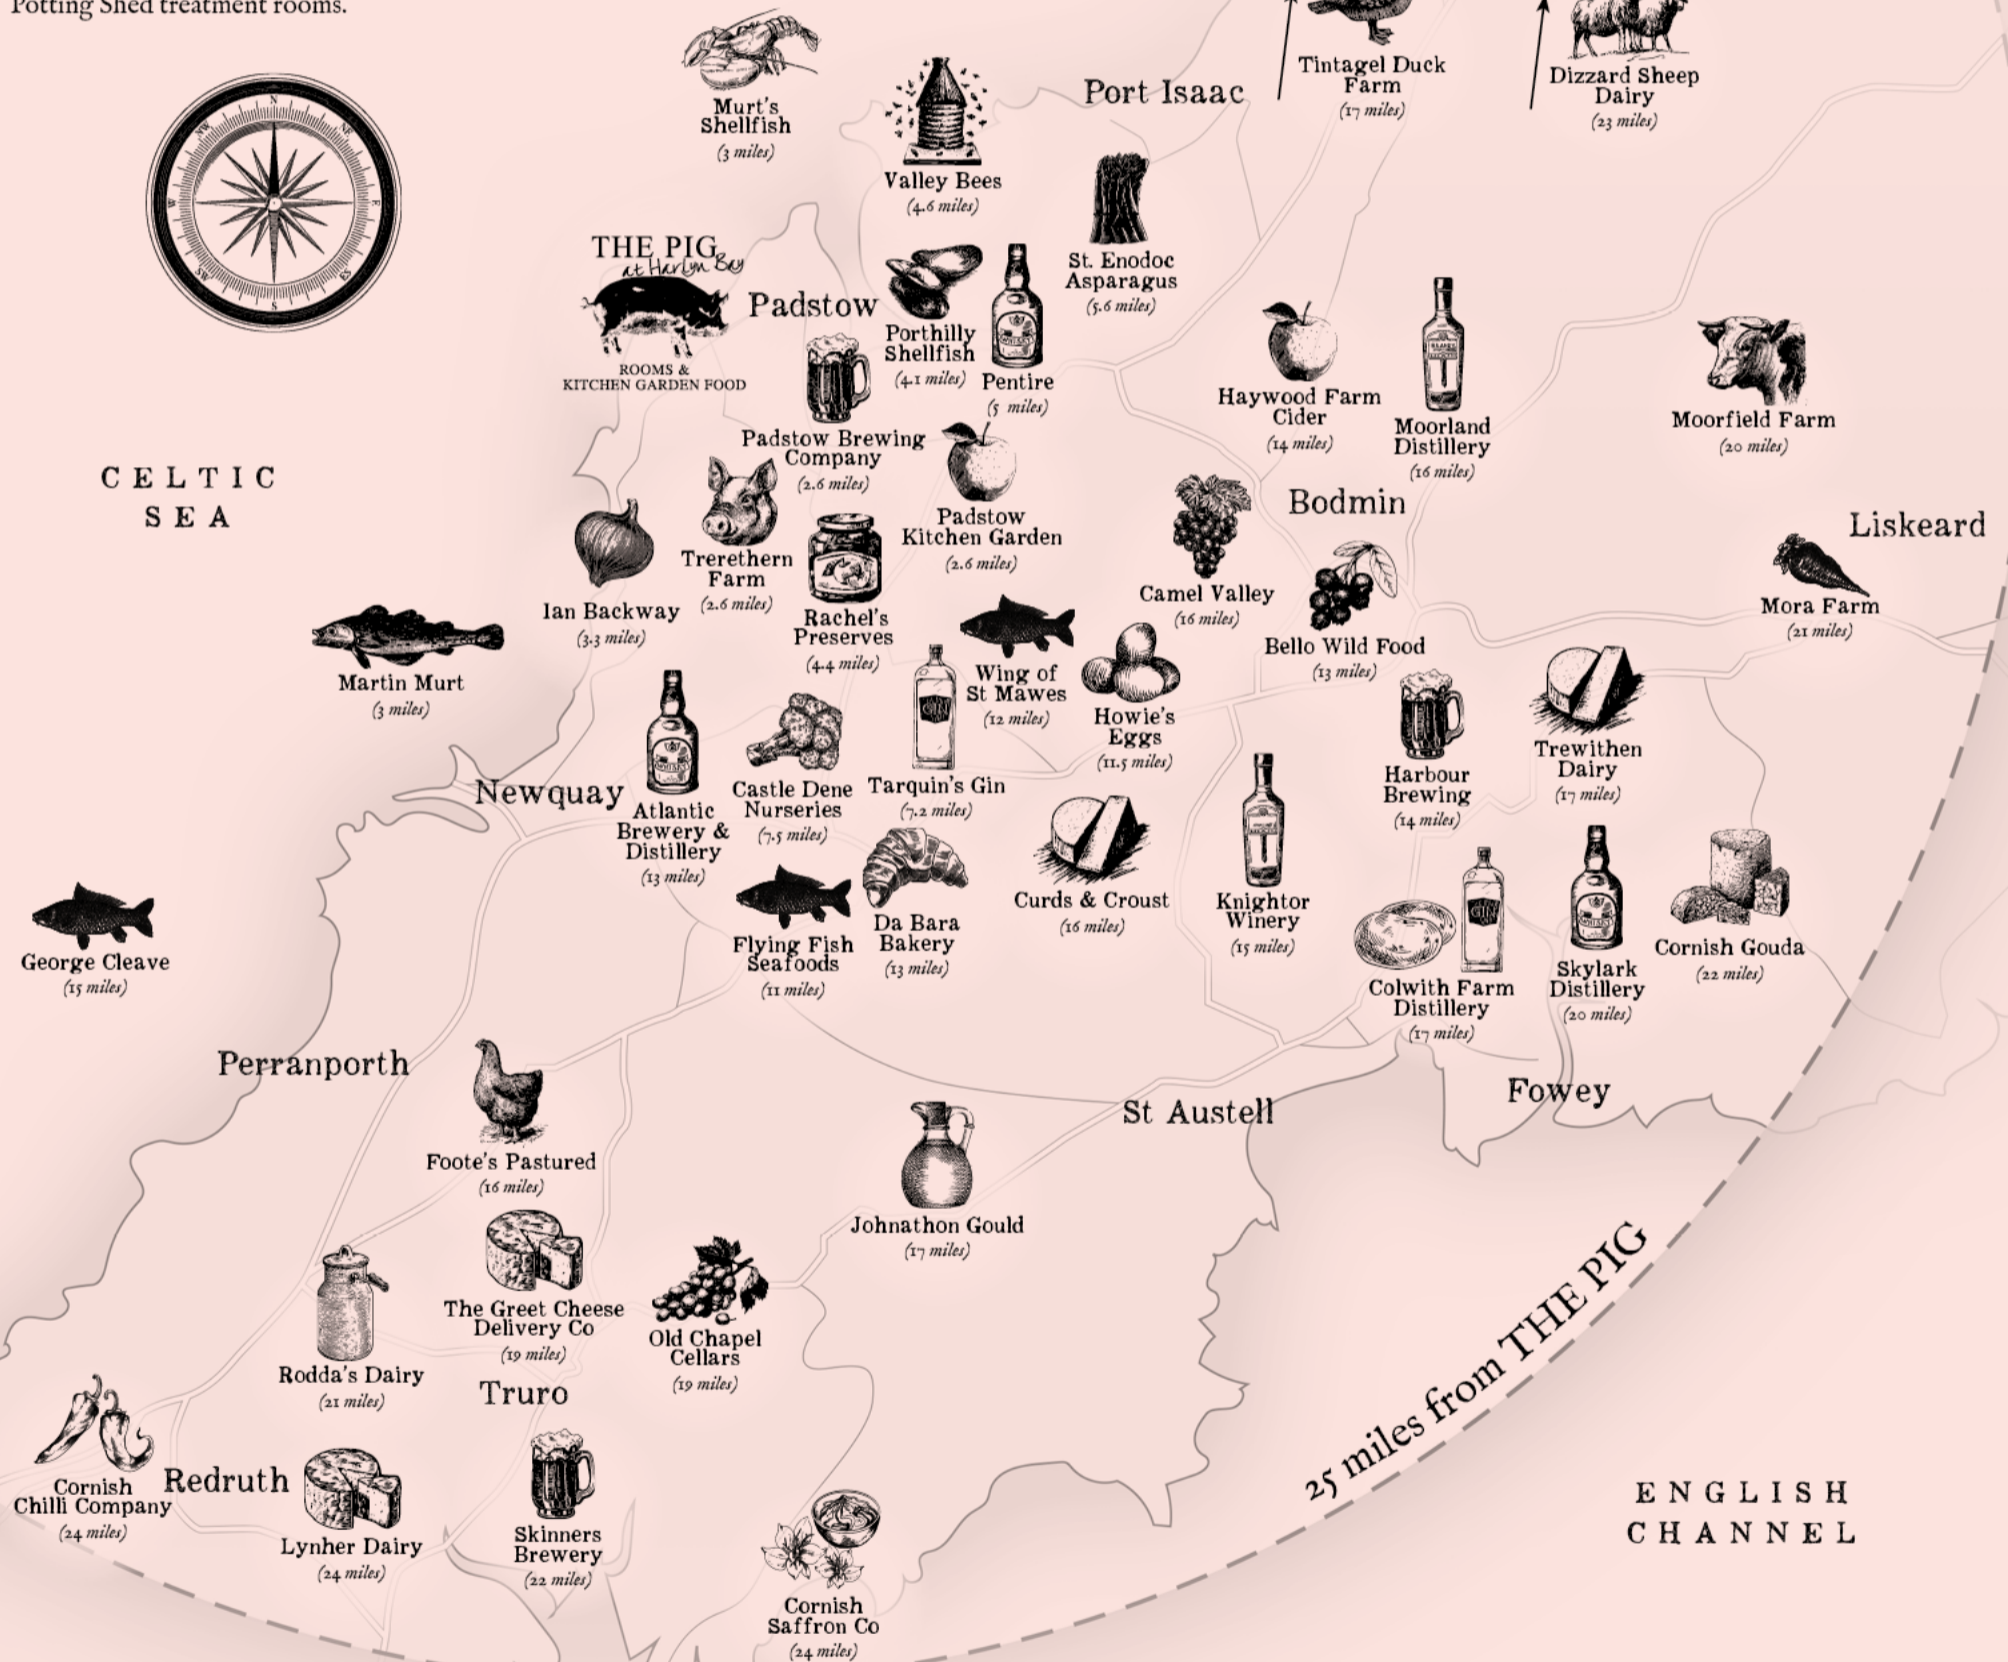 Potting Shed treatment rooms.
Murt's
Shellfish
(3 miles)
Valley Bees
(4.6 miles)
Port Isaac
Tintagel Duck
Farm
(17 miles)
Dizzard Sheep
Dairy
(23 miles)
N
NE
E
ES
S
SW
W
NW
THE PIG
at Harlyn Bay
ROOMS &
KITCHEN GARDEN FOOD
Padstow
Porthilly
Shellfish
(4.1 miles)
Pentire
(5 miles)
St. Enodoc
Asparagus
(5.6 miles)
Haywood Farm
Cider
(14 miles)
Moorland
Distillery
(16 miles)
Moorfield Farm
(20 miles)
Padstow Brewing
Company
(2.6 miles)
CELTIC
SEA
Ian Backway
(3.3 miles)
Trerethern
Farm
(2.6 miles)
Rachel's
Preserves
(4.4 miles)
Padstow
Kitchen Garden
(2.6 miles)
Camel Valley
(16 miles)
Bodmin
Bello Wild Food
(13 miles)
Liskeard
Mora Farm
(21 miles)
Martin Murt
(3 miles)
Wing of
St Mawes
(12 miles)
Howie's
Eggs
(11.5 miles)
Harbour
Brewing
(14 miles)
Trewithen
Dairy
(17 miles)
Newquay
WHISKEY
Atlantic
Brewery &
Distillery
(13 miles)
Castle Dene
Nurseries
(7.5 miles)
GIN
Tarquin's Gin
(7.2 miles)
George Cleave
(15 miles)
Flying Fish
Seafoods
(11 miles)
Da Bara
Bakery
(13 miles)
Curds & Croust
(16 miles)
Knightor
Winery
(15 miles)
GIN
Colwith Farm
Distillery
(17 miles)
Skylark
Distillery
(20 miles)
Cornish Gouda
(22 miles)
Perranporth
Foote's Pastured
(16 miles)
St Austell
Fowey
Johnathon Gould
(17 miles)
Rodda's Dairy
(21 miles)
The Greet Cheese
Delivery Co
(19 miles)
Old Chapel
Cellars
(19 miles)
Truro
25 miles from THE PIG
Cornish
Chilli Company
(24 miles)
Redruth
Lynher Dairy
(24 miles)
Skinners
Brewery
(22 miles)
Cornish
Saffron Co
(24 miles)
ENGLISH
CHANNEL